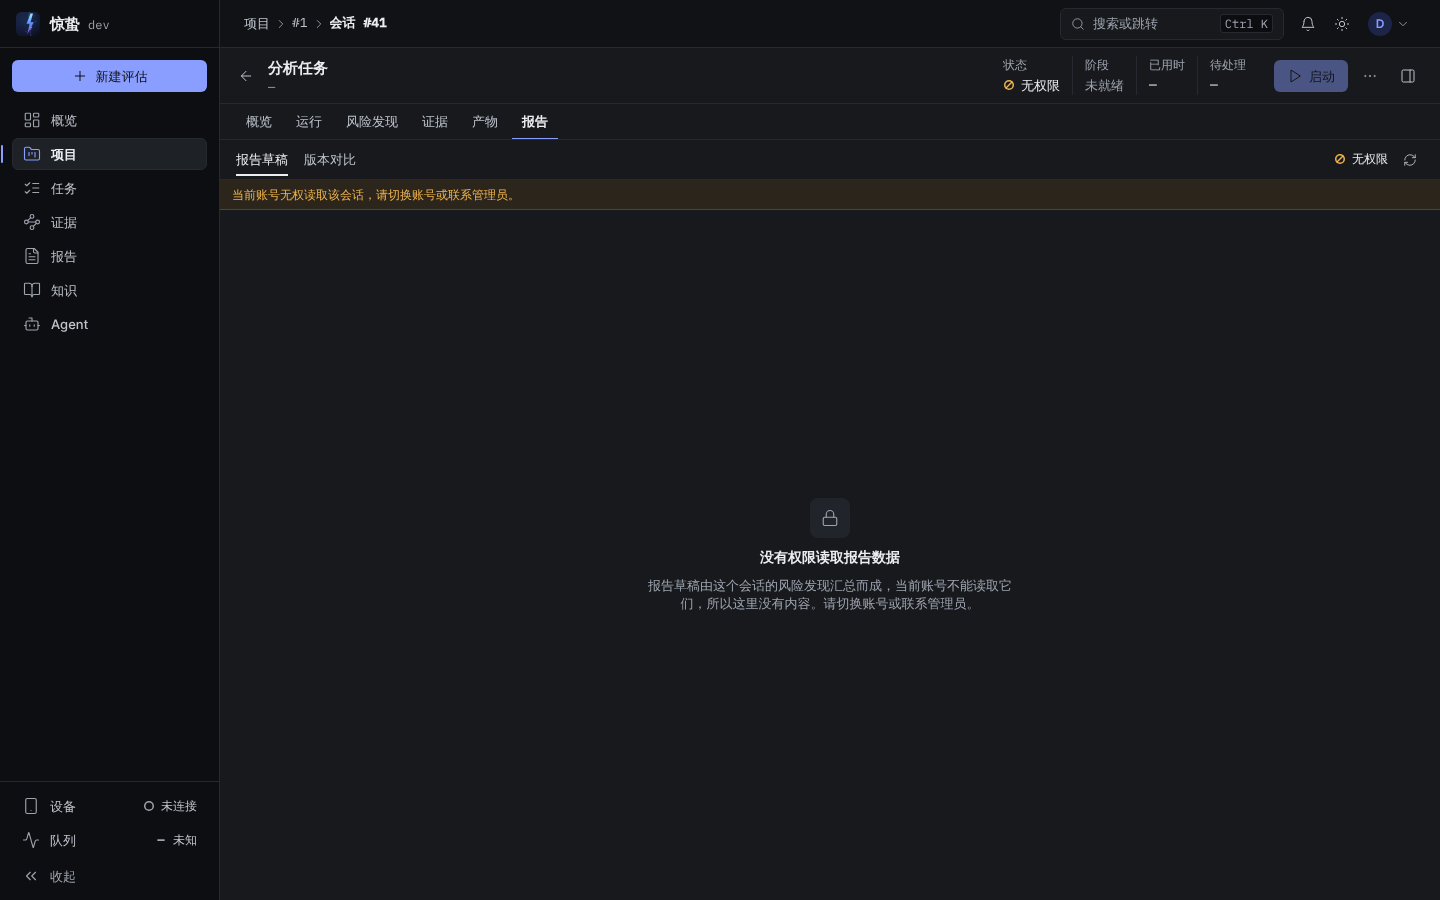 惊蛰 dev
项目 > #1 > 会话 #41
搜索或跳转 Ctrl K
D
新建评估
概览
项目
任务
证据
报告
知识
Agent
设备 未连接
队列 — 未知
收起
分析任务
—
状态
无权限
阶段
未就绪
已用时
—
待处理
—
启动
概览 运行 风险发现 证据 产物 报告
报告草稿 版本对比
无权限
当前账号无权读取该会话，请切换账号或联系管理员。
没有权限读取报告数据
报告草稿由这个会话的风险发现汇总而成，当前账号不能读取它
们，所以这里没有内容。请切换账号或联系管理员。